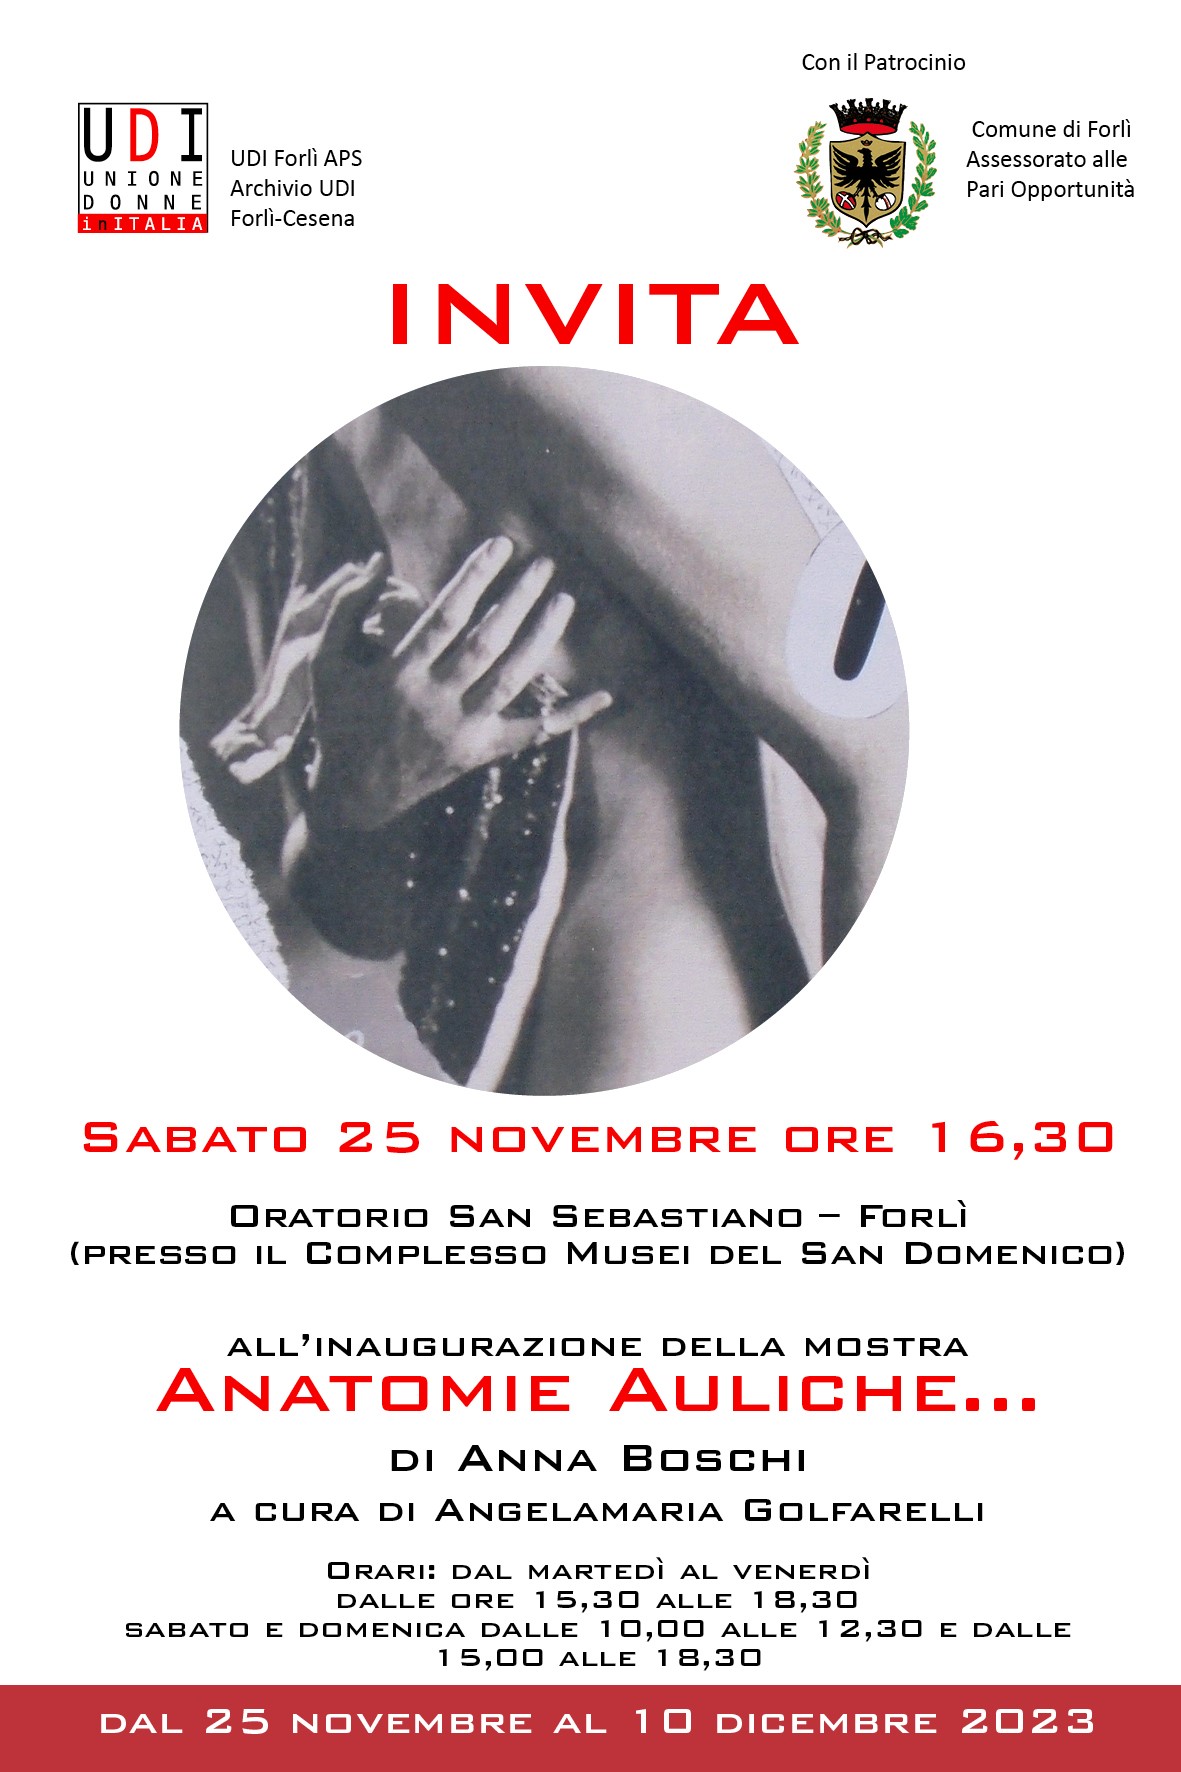 Con il Patrocinio
UDI
UNIONE
DONNE
inITALIA
UDI Forlì APS
Archivio UDI
Forlì-Cesena
Comune di Forlì
Assessorato alle
Pari Opportunità
INVITA
Sabato 25 novembre ore 16,30
Oratorio San Sebastiano – Forlì
(presso il Complesso Musei del San Domenico)
all’inaugurazione della mostra
Anatomie Auliche...
di Anna Boschi
a cura di Angelamaria Golfarelli
Orari: dal martedì al venerdì
dalle ore 15,30 alle 18,30
sabato e domenica dalle 10,00 alle 12,30 e dalle
15,00 alle 18,30
dal 25 novembre al 10 dicembre 2023